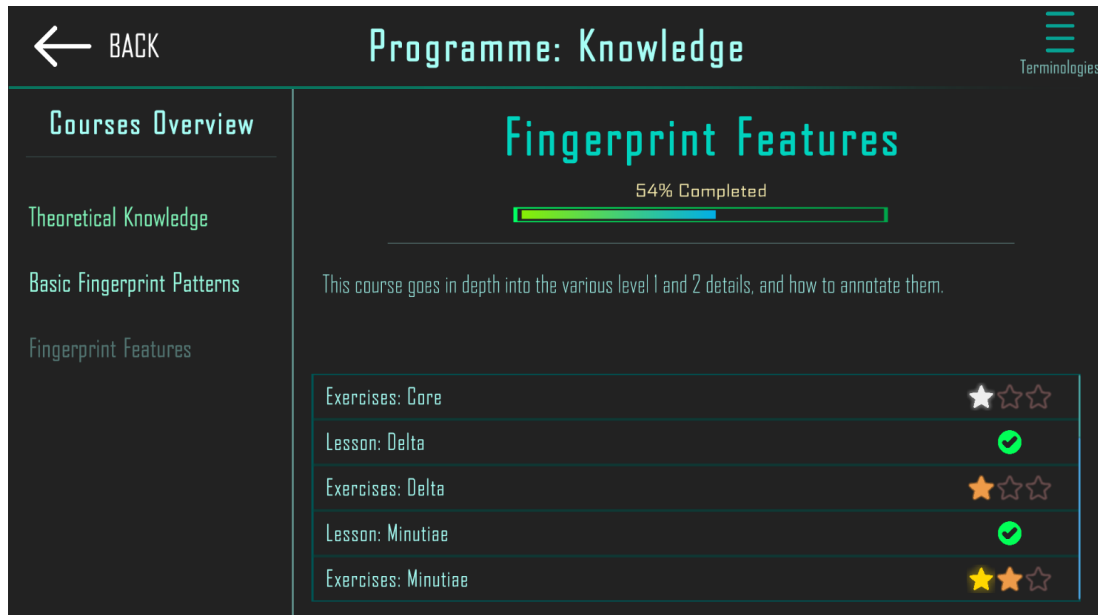 BACK
Programme: Knowledge
Terminologies
Courses Overview
Theoretical Knowledge
Basic Fingerprint Patterns
Fingerprint Features
Fingerprint Features
54% Completed
This course goes in depth into the various level 1 and 2 details, and how to annotate them.
Exercises: Core
Lesson: Delta
Exercises: Delta
Lesson: Minutiae
Exercises: Minutiae